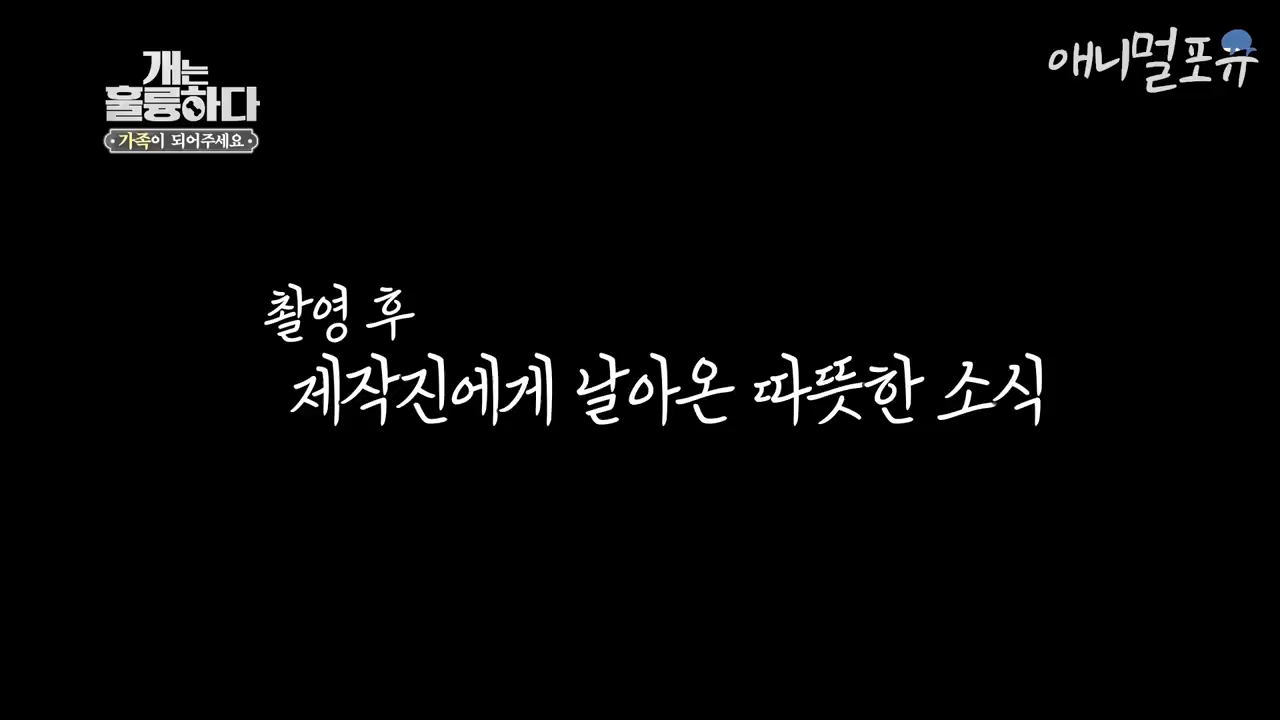 개는
훌륭하다
가족이 되어주세요
애니멀포유
촬영 후
제작진에게 날아온 따뜻한 소식